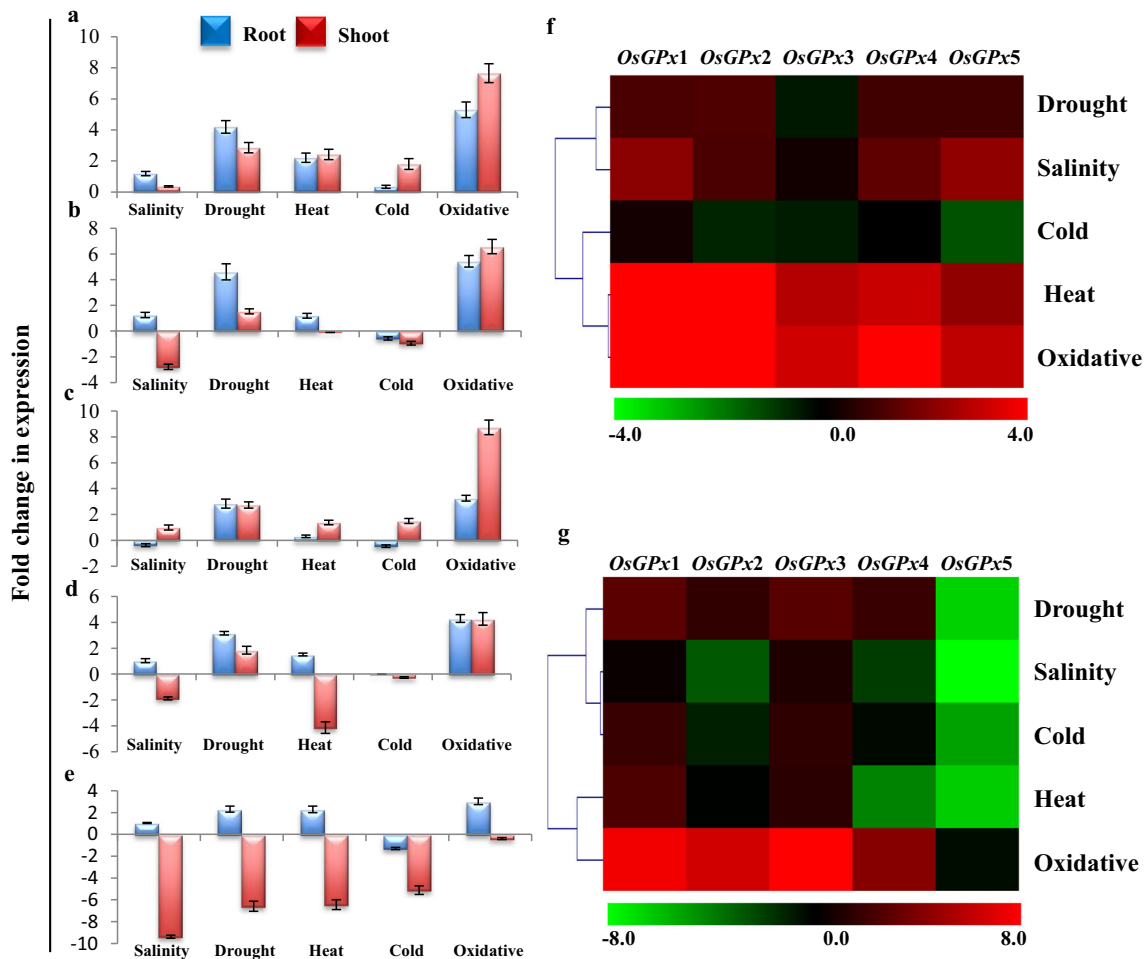 Fold change in expression
a
Root
Shoot
10
8
6
4
2
0
Salinity Drought Heat Cold Oxidative
b
8
6
4
2
0
-2
-4
Salinity Drought Heat Cold Oxidative
c
10
8
6
4
2
0
-2
Salinity Drought Heat Cold Oxidative
d
6
4
2
0
-2
-4
-6
Salinity Drought Heat Cold Oxidative
e
4
2
0
-2
-4
-6
-8
-10
Salinity Drought Heat Cold Oxidative
f
OsGPx1 OsGPx2 OsGPx3 OsGPx4 OsGPx5
Drought
Salinity
Cold
Heat
Oxidative
-4.0 0.0 4.0
g
OsGPx1 OsGPx2 OsGPx3 OsGPx4 OsGPx5
Drought
Salinity
Cold
Heat
Oxidative
-8.0 0.0 8.0